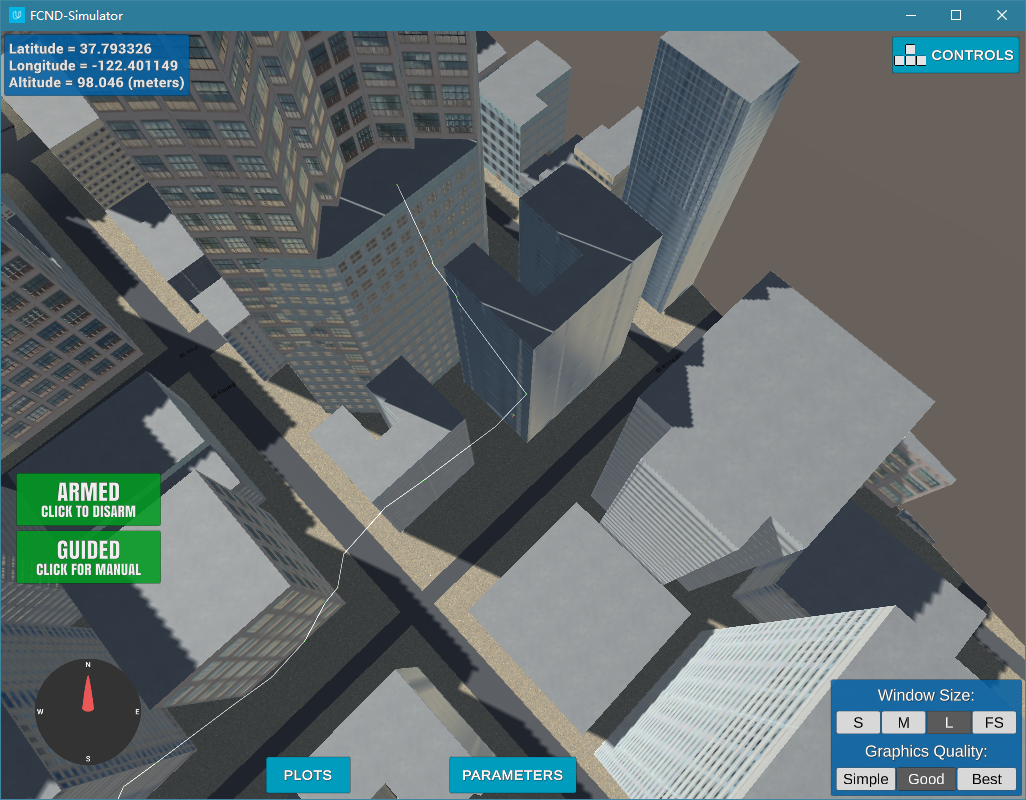 FCND-Simulator
Latitude = 37.793326
Longitude = -122.401149
Altitude = 98.046 (meters)
CONTROLS
ARMED
CLICK TO DISARM
GUIDED
CLICK FOR MANUAL
N
W E
S
PLOTS
PARAMETERS
Window Size:
S M L FS
Graphics Quality:
Simple Good Best